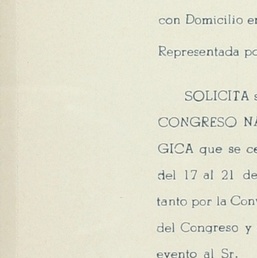 con Domicilio e
Representada po
SOLICITA s
CONGRESO NA
GICA que se ce
del 17 al 21 de
tanto por la Con
del Congreso y
evento al Sr.